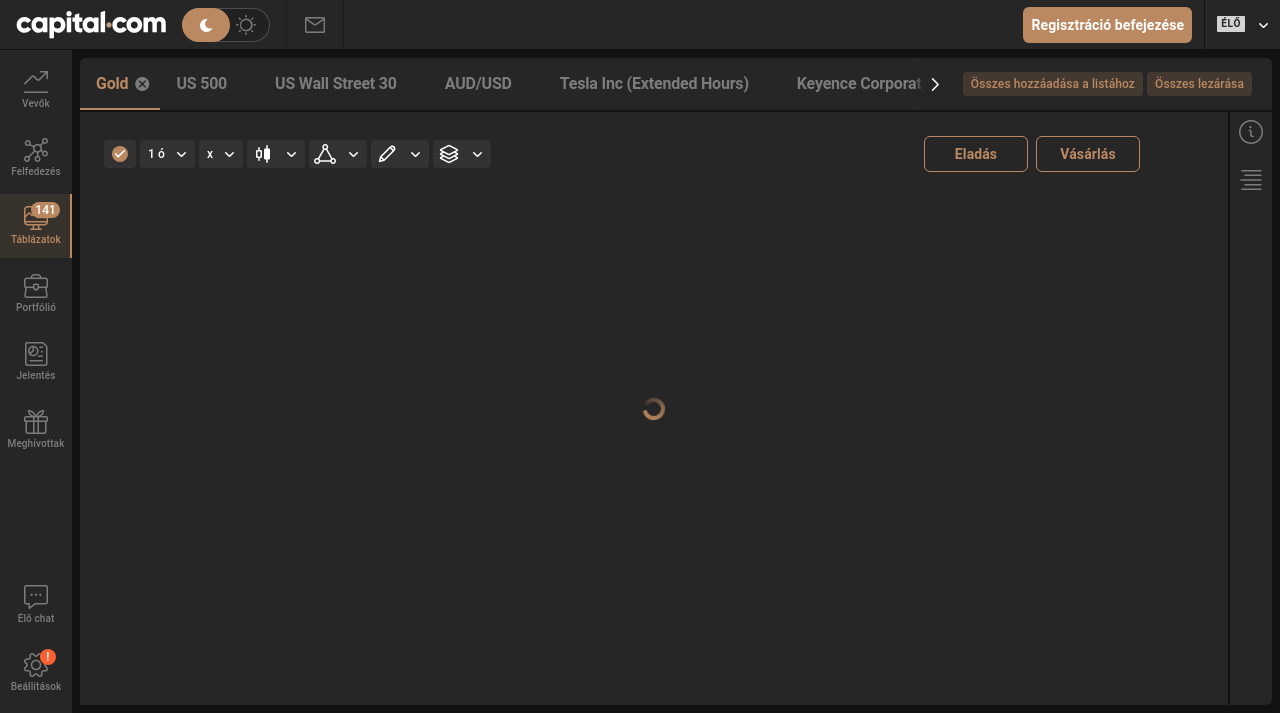 capital.com
Regisztráció befejezése
ÉLŐ
Gold
US 500
US Wall Street 30
AUD/USD
Tesla Inc (Extended Hours)
Keyence Corporat
Összes hozzáadása a listához
Összes lezárása
Vevők
Felfedezés
141
Táblázatok
Portfólió
Jelentés
Meghívottak
Élő chat
!
Beállítások
1 ó
x
Eladás
Vásárlás